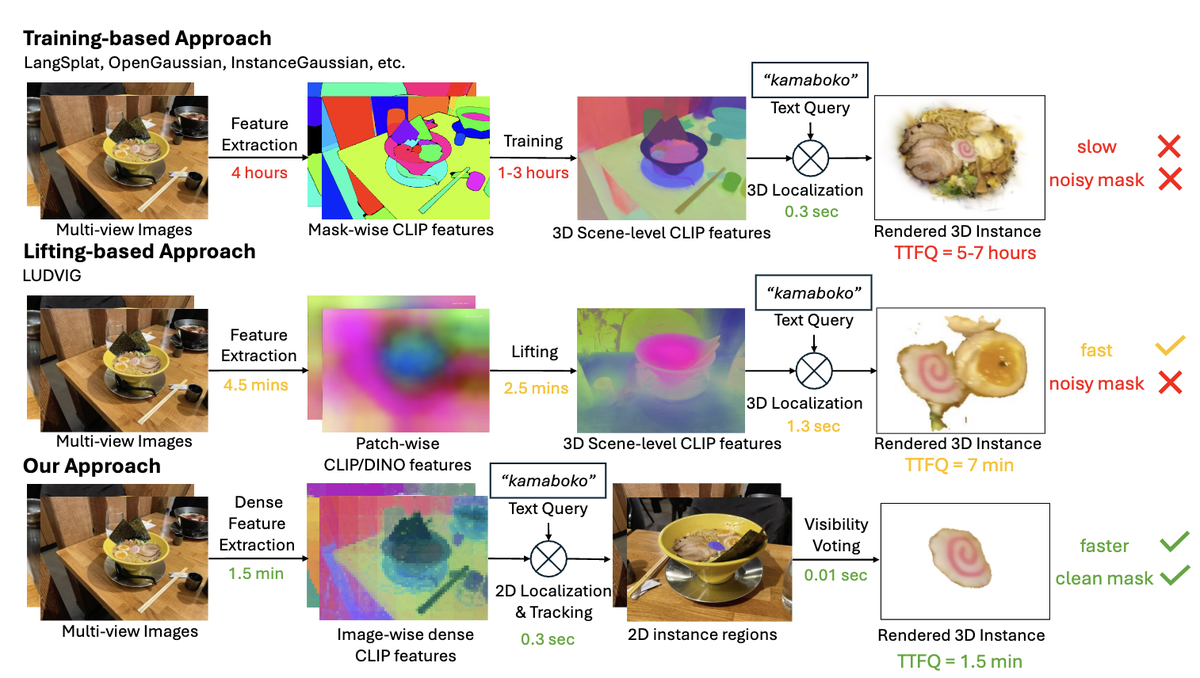 Training-based Approach
LangSplat, OpenGaussian, InstanceGaussian, etc.
"kamaboko"
Text Query
Feature
Extraction
4 hours
Training
1-3 hours
3D Localization
0.3 sec
slow
noisy mask
Multi-view Images
Mask-wise CLIP features
3D Scene-level CLIP features
Rendered 3D Instance
TTFQ = 5-7 hours
Lifting-based Approach
LUDVIG
"kamaboko"
Text Query
Feature
Extraction
4.5 mins
Lifting
2.5 mins
3D Localization
1.3 sec
fast
noisy mask
Multi-view Images
Patch-wise
CLIP/DINO features
3D Scene-level CLIP features
Rendered 3D Instance
TTFQ = 7 min
Our Approach
"kamaboko"
Text Query
Dense
Feature
Extraction
1.5 min
2D Localization
& Tracking
0.3 sec
Visibility
Voting
0.01 sec
faster
clean mask
Multi-view Images
Image-wise dense
CLIP features
2D instance regions
Rendered 3D Instance
TTFQ = 1.5 min